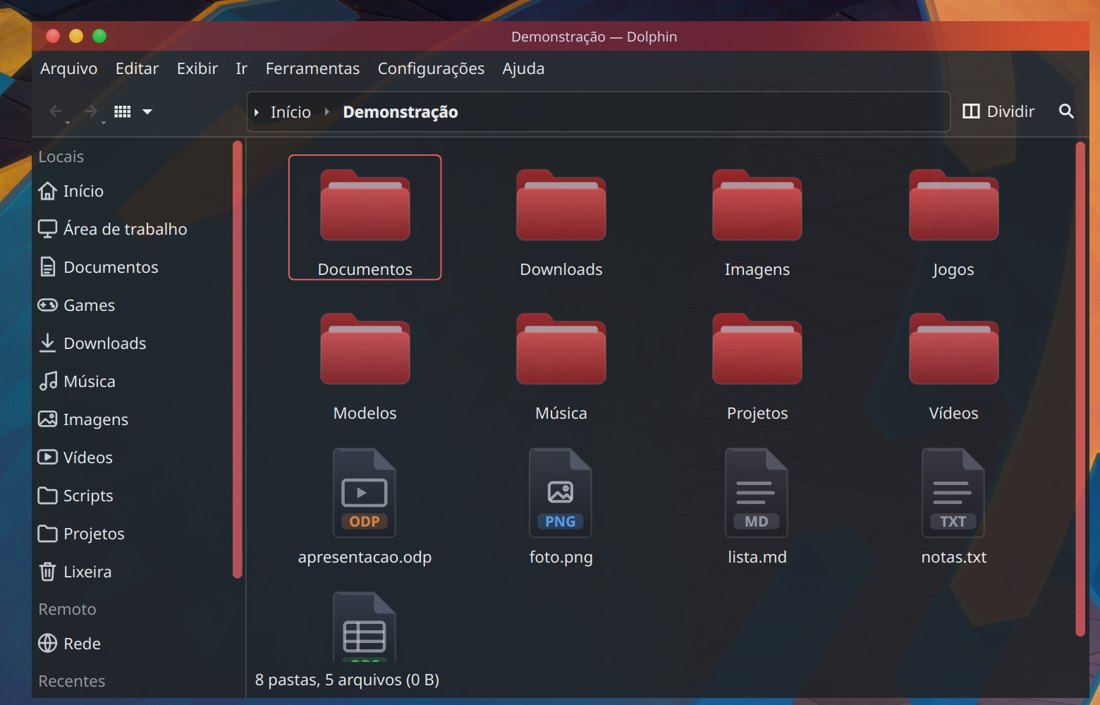 Demonstração — Dolphin
Arquivo Editar Exibir Ir Ferramentas Configurações Ajuda
Início Demonstração Dividir
Locais
Início
Área de trabalho
Documentos
Games
Downloads
Música
Imagens
Vídeos
Scripts
Projetos
Lixeira
Remoto
Rede
Recentes
Documentos Downloads Imagens Jogos
Modelos Música Projetos Vídeos
ODP PNG MD TXT
apresentacao.odp foto.png lista.md notas.txt
8 pastas, 5 arquivos (0 B)